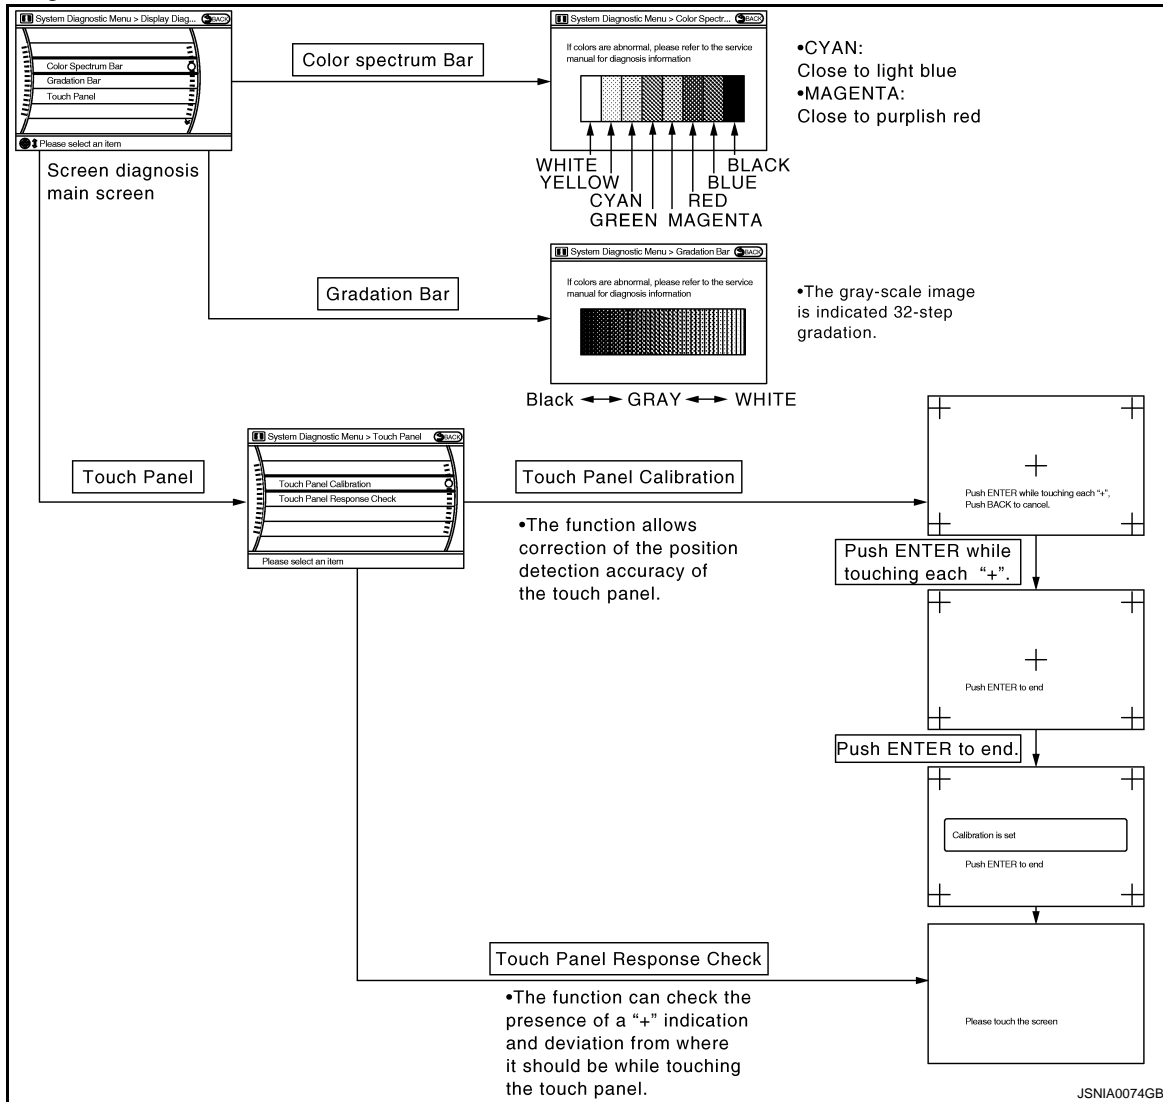 System Diagnostic Menu > Display Diag... BACK
Color Spectrum Bar
Gradation Bar
Touch Panel
Please select an item
Screen diagnosis
main screen
Color spectrum Bar
System Diagnostic Menu > Color Spectr... BACK
If colors are abnormal, please refer to the service
manual for diagnosis information
WHITE
YELLOW
CYAN
GREEN
MAGENTA
RED
BLUE
BLACK
•CYAN:
Close to light blue
•MAGENTA:
Close to purplish red
Gradation Bar
System Diagnostic Menu > Gradation Bar BACK
If colors are abnormal, please refer to the service
manual for diagnosis information
Black GRAY WHITE
•The gray-scale image
is indicated 32-step
gradation.
Touch Panel
System Diagnostic Menu > Touch Panel BACK
Touch Panel Calibration
Touch Panel Response Check
Please select an item
Touch Panel Calibration
•The function allows
correction of the position
detection accuracy of
the touch panel.
Push ENTER while touching each "+",
Push BACK to cancel.
Push ENTER while
touching each "+".
Push ENTER to end
Push ENTER to end.
Calibration is set
Push ENTER to end
Touch Panel Response Check
•The function can check the
presence of a "+" indication
and deviation from where
it should be while touching
the touch panel.
Please touch the screen
JSNIA0074GB